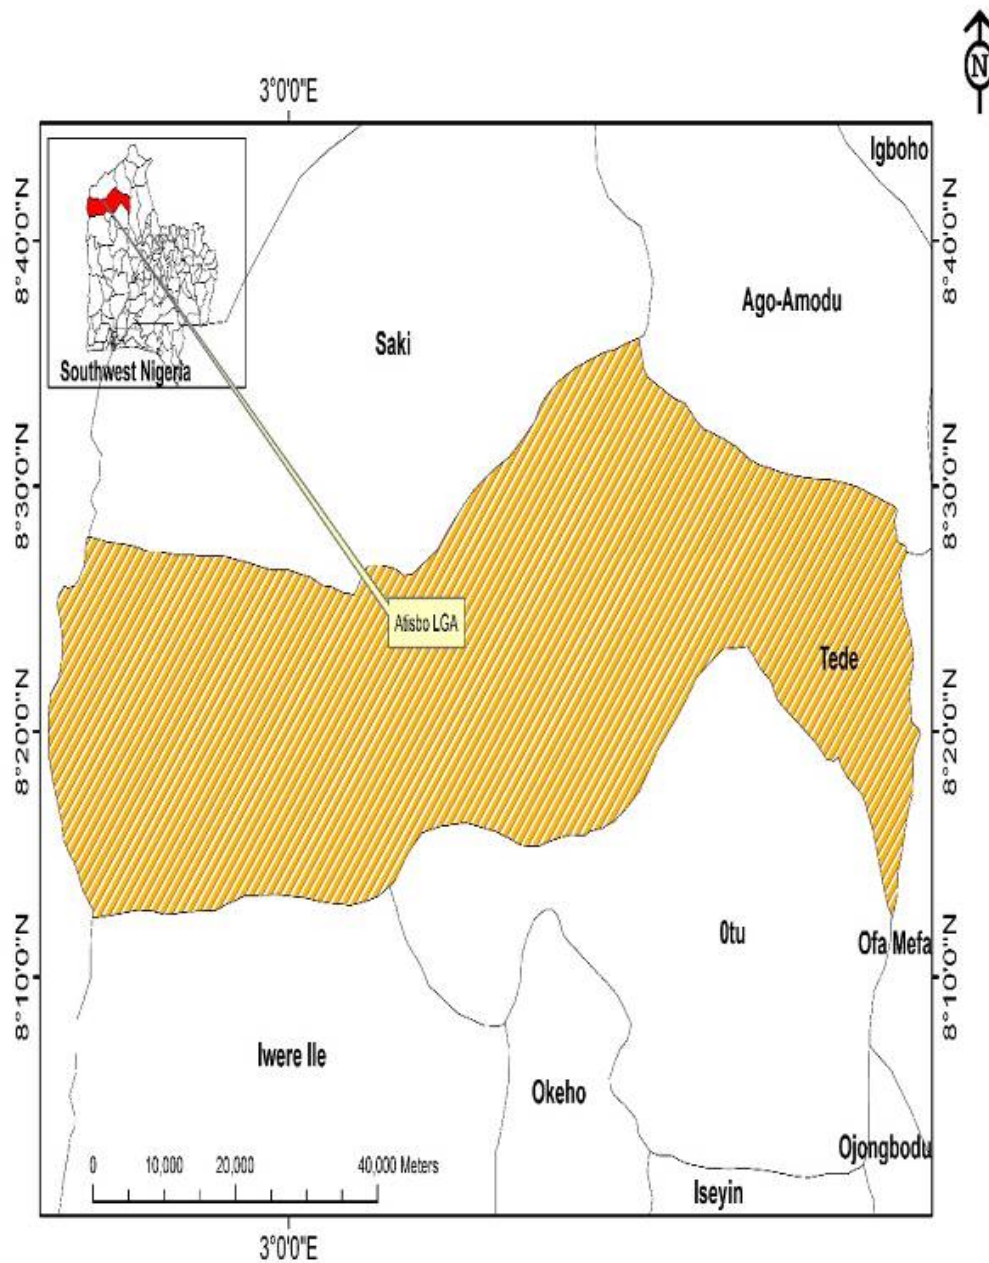 N
3°0'0"E
Igboho
8°40'0"N
8°40'0"N
Ago-Amodu
Saki
Southwest Nigeria
8°30'0"N
8°30'0"N
Atisbo LGA
Tede
8°20'0"N
8°20'0"N
Otu
Ofa Mefa
8°10'0"N
8°10'0"N
Iwere Ile
Okeho
Ojongbodu
0 10,000 20,000 40,000 Meters
Iseyin
3°0'0"E